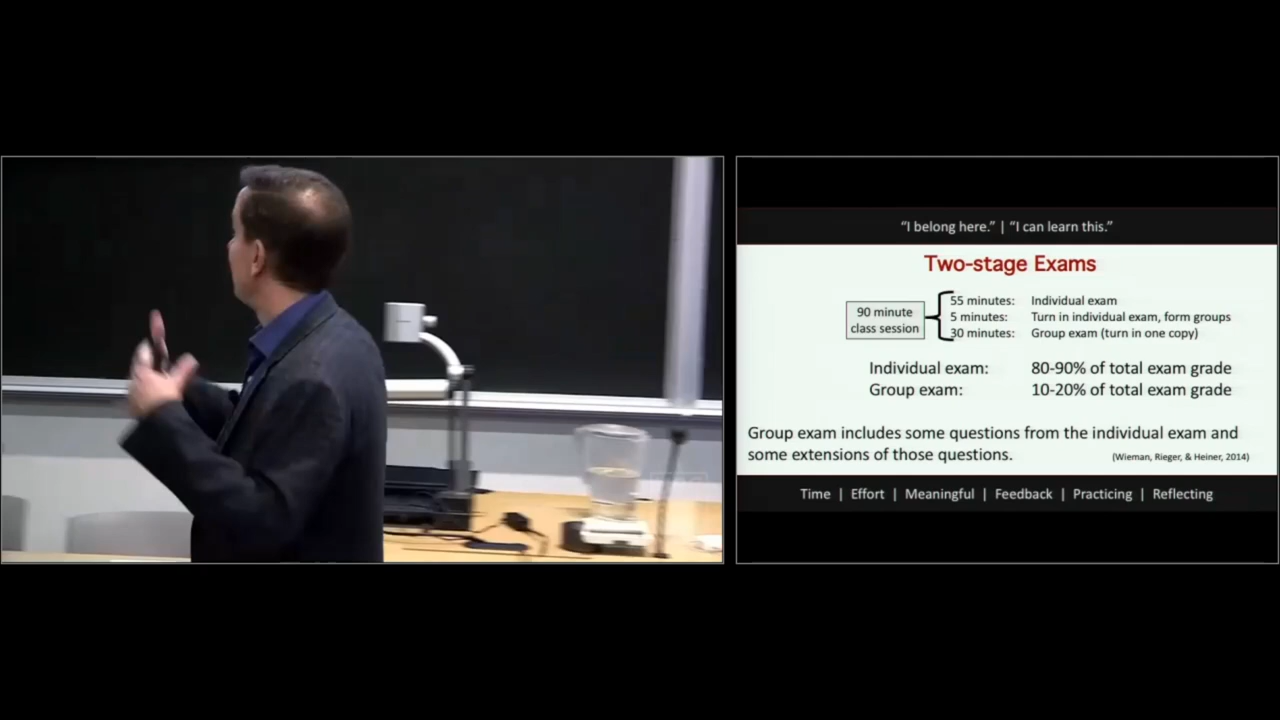 “I belong here.” | “I can learn this.”
Two-stage Exams
90 minute
class session
55 minutes: Individual exam
5 minutes: Turn in individual exam, form groups
30 minutes: Group exam (turn in one copy)
Individual exam: 80-90% of total exam grade
Group exam: 10-20% of total exam grade
Group exam includes some questions from the individual exam and
some extensions of those questions. (Wieman, Rieger, & Heiner, 2014)
Time | Effort | Meaningful | Feedback | Practicing | Reflecting